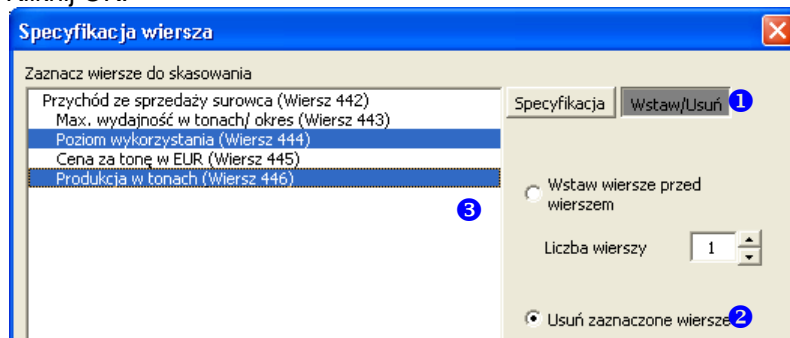 Kliknij OK.
Specyfikacja wiersza
Zaznacz wiersze do skasowania
Przychód ze sprzedaży surowca (Wiersz 442)
Max. wydajność w tonach/ okres (Wiersz 443)
Poziom wykorzystania (Wiersz 444)
Cena za tonę w EUR (Wiersz 445)
Produkcja w tonach (Wiersz 446)
3
Specyfikacja Wstaw/Usuń 1
Wstaw wiersze przed
wierszem
Liczba wierszy 1
Usuń zaznaczone wiersze 2